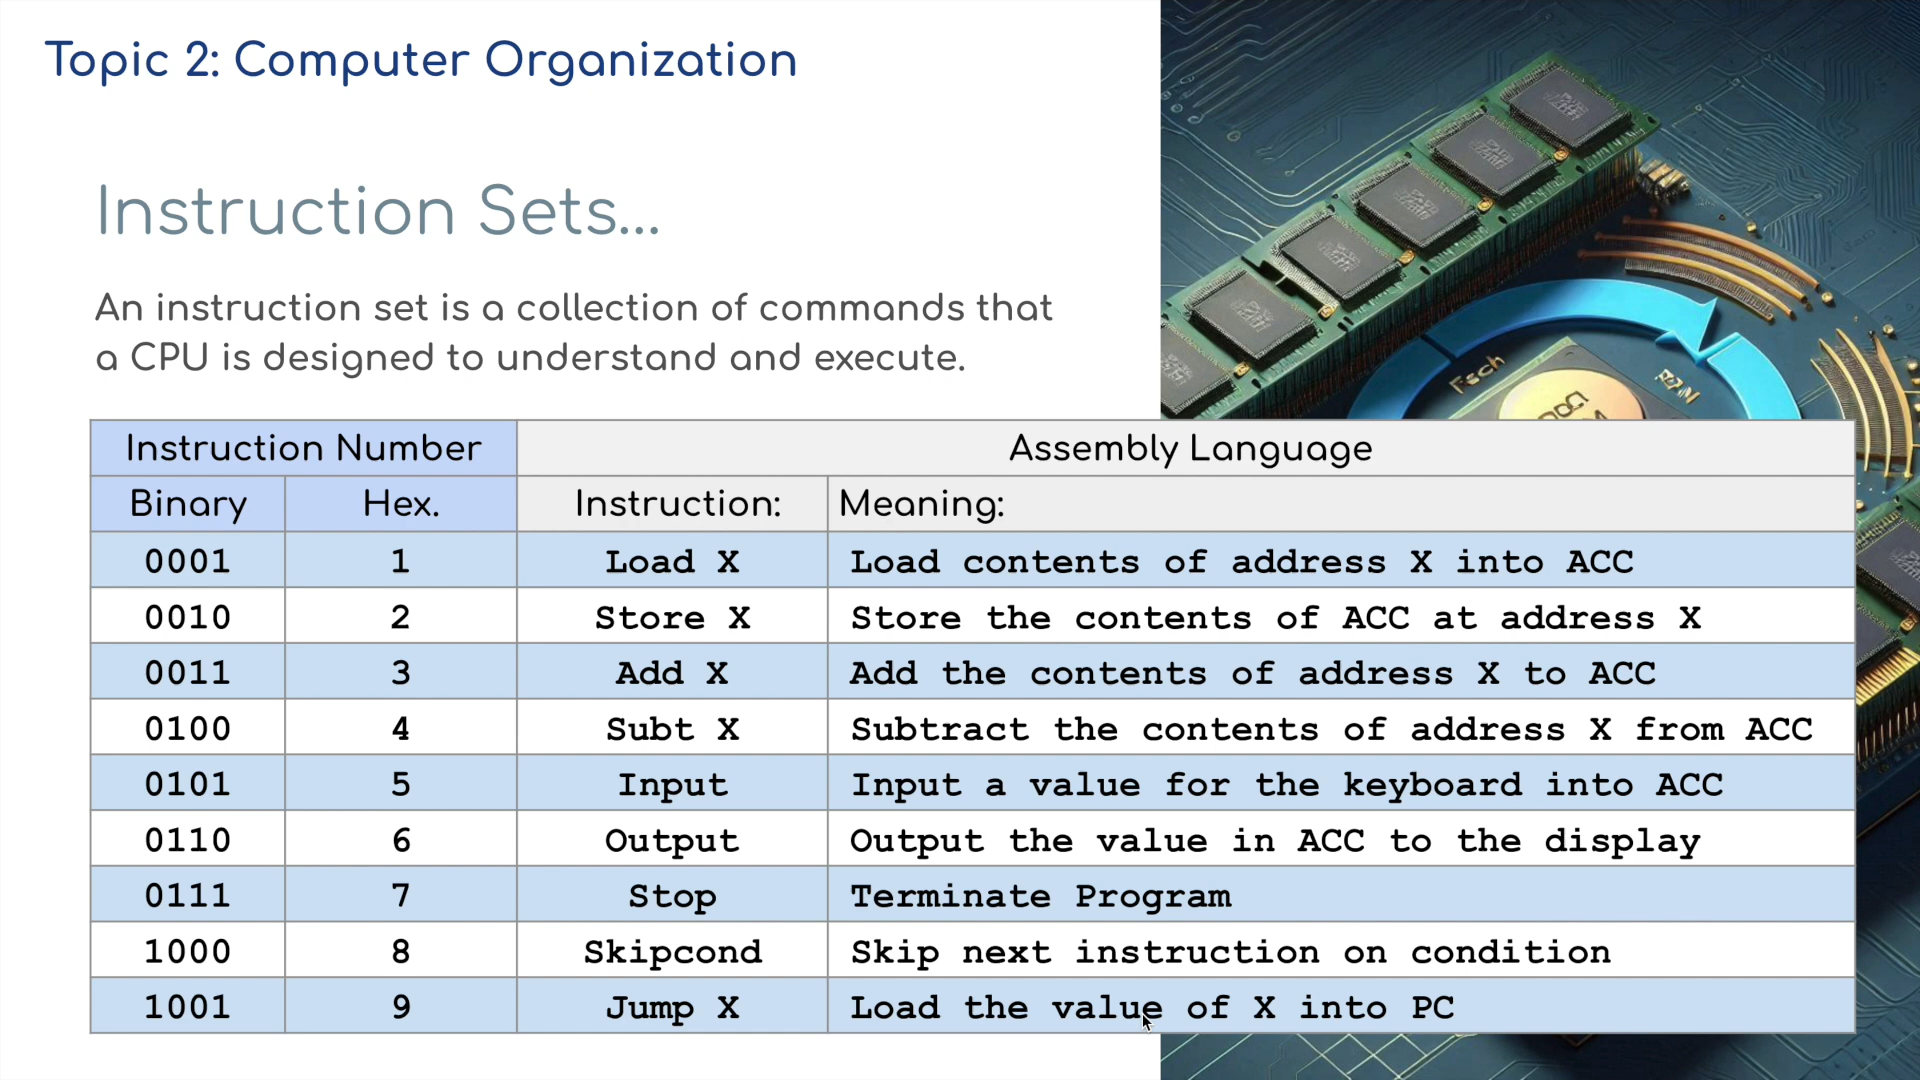 Topic 2: Computer Organization
Instruction Sets...
An instruction set is a collection of commands that
a CPU is designed to understand and execute.
Instruction Number Assembly Language
Binary Hex. Instruction: Meaning:
0001 1 Load X Load contents of address X into ACC
0010 2 Store X Store the contents of ACC at address X
0011 3 Add X Add the contents of address X to ACC
0100 4 Subt X Subtract the contents of address X from ACC
0101 5 Input Input a value for the keyboard into ACC
0110 6 Output Output the value in ACC to the display
0111 7 Stop Terminate Program
1000 8 Skipcond Skip next instruction on condition
1001 9 Jump X Load the value of X into PC